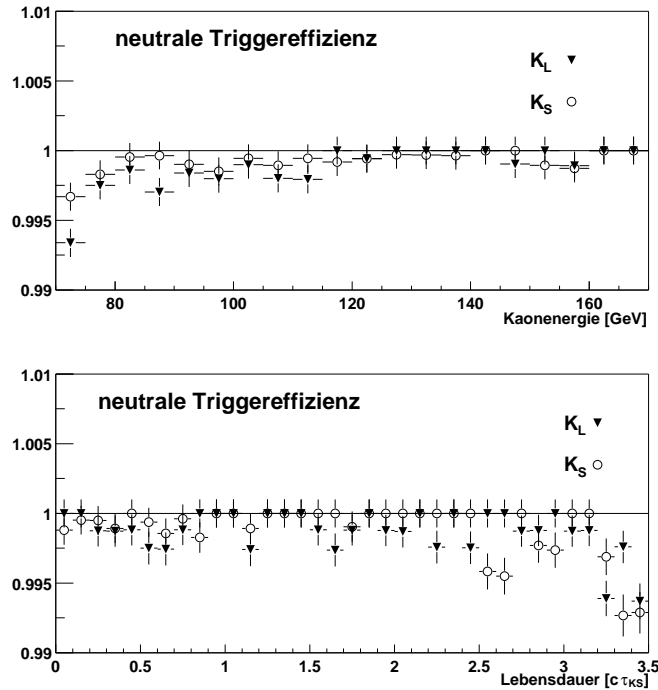 neutrale Triggereffizienz
K_L
K_S
1.01
1.005
1
0.995
0.99
80 100 120 140 160
Kaonenergie [GeV]
neutrale Triggereffizienz
K_L
K_S
1.01
1.005
1
0.995
0.99
0 0.5 1 1.5 2 2.5 3 3.5
Lebensdauer [c τ_KS]